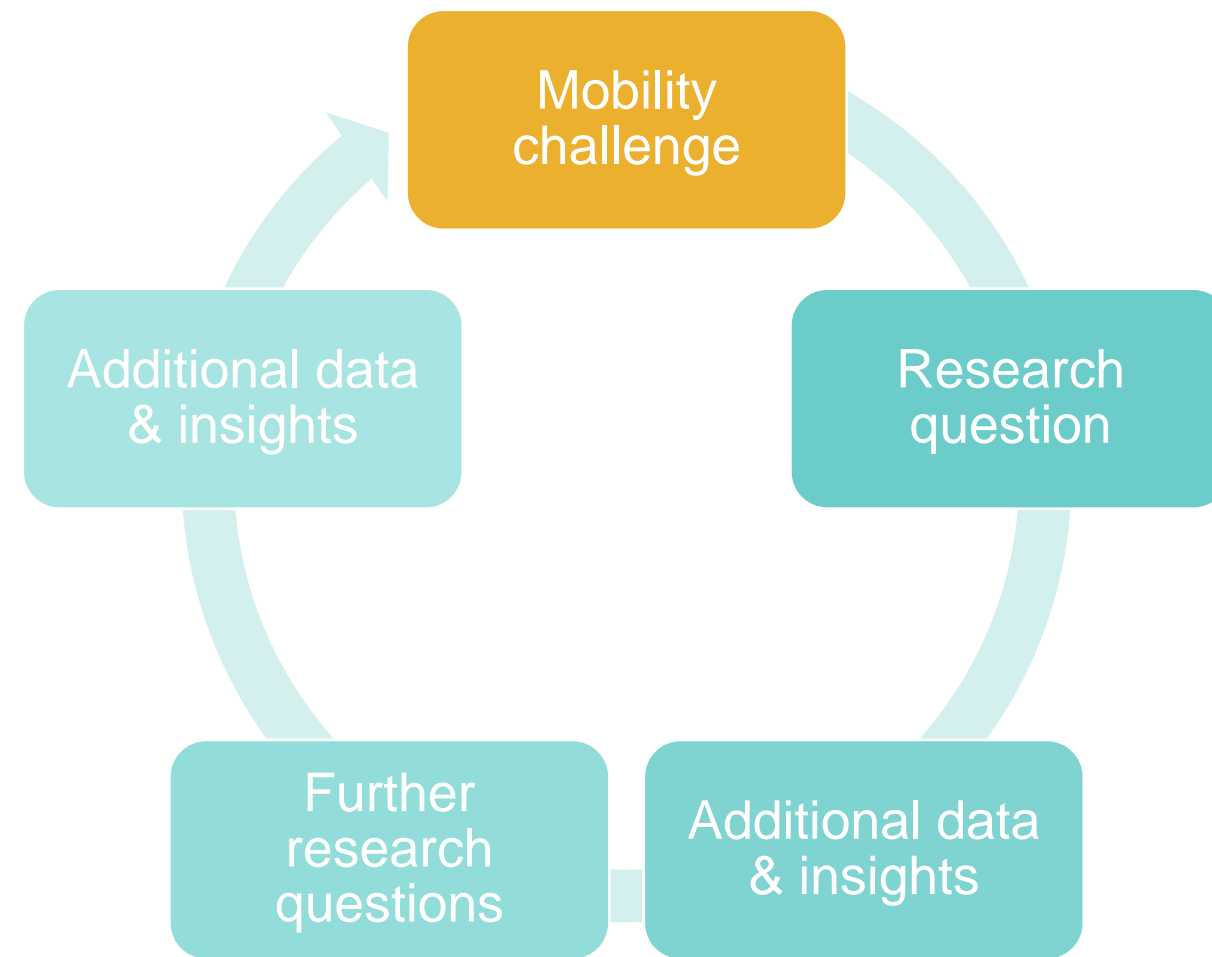 Mobility
challenge
Research
question
Additional data
& insights
Further
research
questions
Additional data
& insights